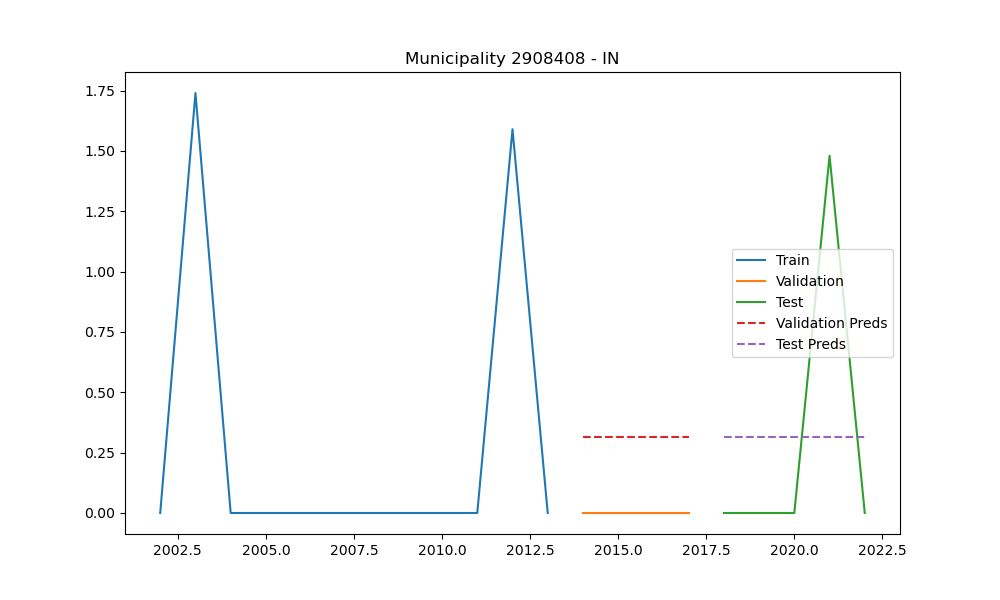 Municipality 2908408 - IN
1.75
1.50
1.25
1.00
0.75
0.50
0.25
0.00
Train
Validation
Test
Validation Preds
Test Preds
2002.5 2005.0 2007.5 2010.0 2012.5 2015.0 2017.5 2020.0 2022.5